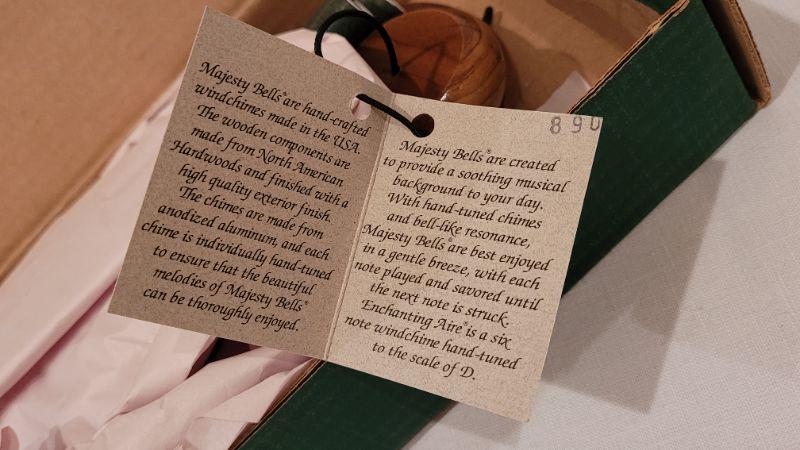 Majesty Bells® are hand-crafted
windchimes made in the USA.
The wooden components are
made from North American
Hardwoods and finished with a
high quality exterior finish.
The chimes are made from
anodized aluminum, and each
chime is individually hand-tuned
to ensure that the beautiful
melodies of Majesty Bells®
can be thoroughly enjoyed.
890
Majesty Bells® are created
to provide a soothing musical
background to your day.
With hand-tuned chimes
and bell-like resonance,
Majesty Bells® are best enjoyed
in a gentle breeze, with each
note played and savored until
the next note is struck.
Enchanting Aire® is a six
note windchime hand-tuned
to the scale of D.